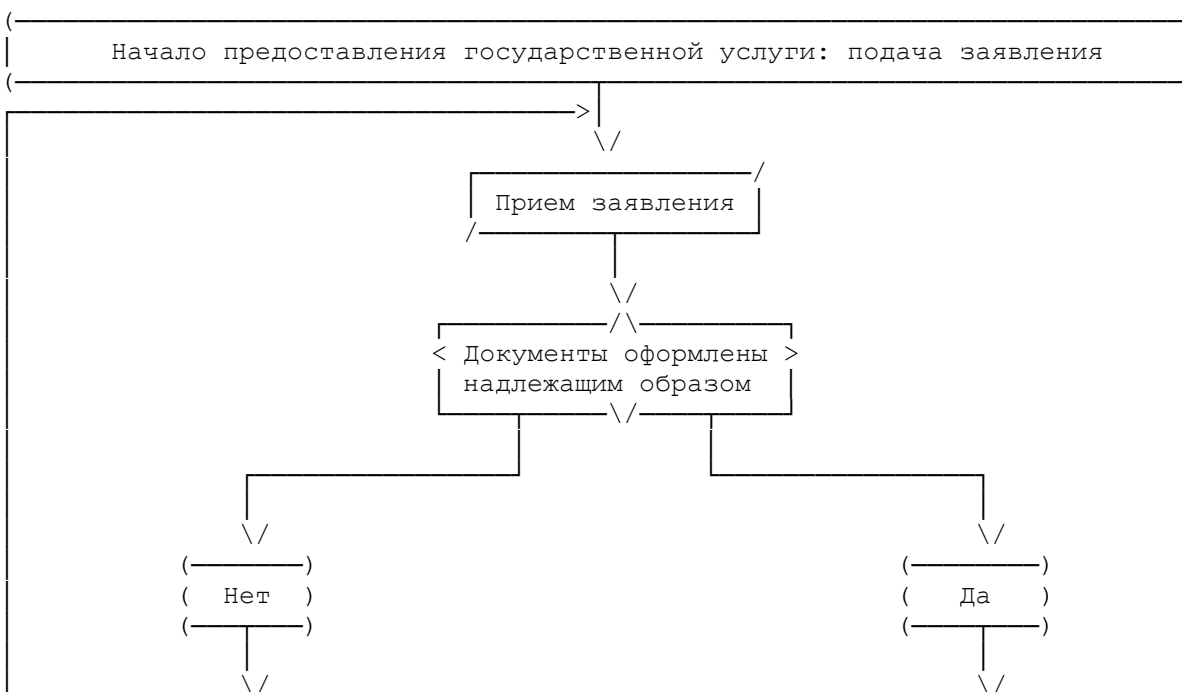 Начало предоставления государственной услуги: подача заявления
Прием заявления
Документы оформлены
надлежащим образом
Нет
Да